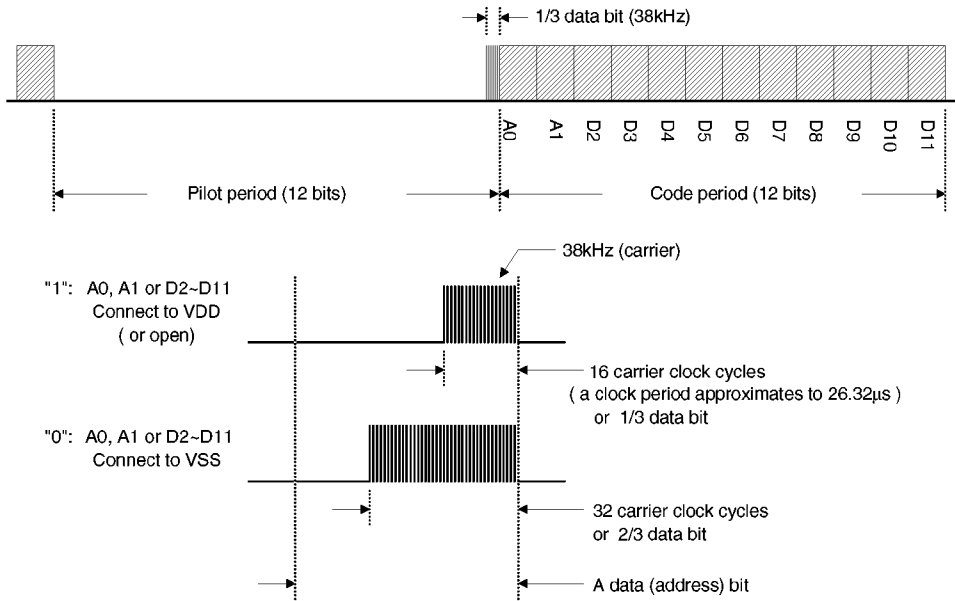 1/3 data bit (38kHz)
A0
A1
D2
D3
D4
D5
D6
D7
D8
D9
D10
D11
Pilot period (12 bits)
Code period (12 bits)
38kHz (carrier)
"1": A0, A1 or D2~D11
Connect to VDD
( or open)
16 carrier clock cycles
( a clock period approximates to 26.32μs )
or 1/3 data bit
"0": A0, A1 or D2~D11
Connect to VSS
32 carrier clock cycles
or 2/3 data bit
A data (address) bit